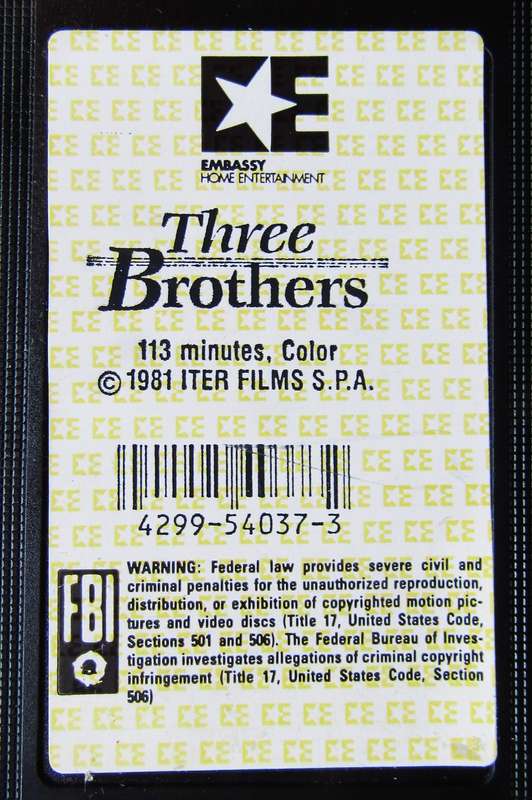 E
EMBASSY
HOME ENTERTAINMENT
Three
Brothers
113 minutes, Color
© 1981 ITER FILMS S.P.A.
4299-54037-3
FBI
WARNING: Federal law provides severe civil and
criminal penalties for the unauthorized reproduction,
distribution, or exhibition of copyrighted motion pic-
tures and video discs (Title 17, United States Code,
Sections 501 and 506). The Federal Bureau of Inves-
tigation investigates allegations of criminal copyright
infringement (Title 17, United States Code, Section
506)